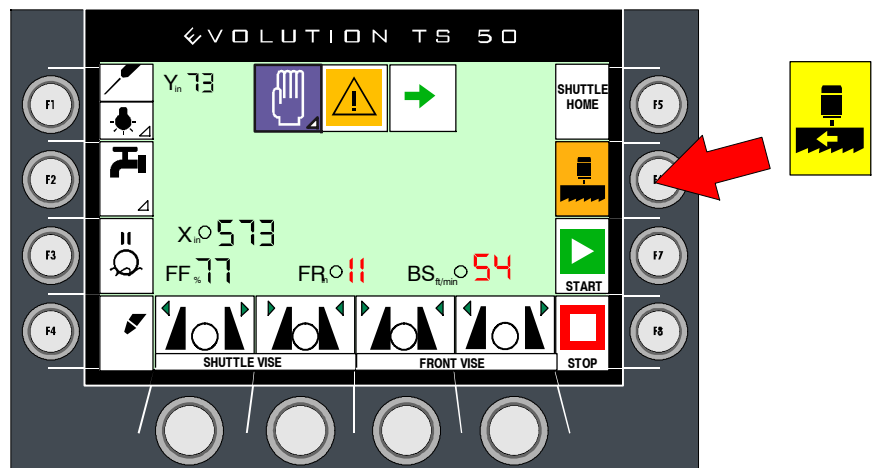 EVOLUTION TS 50
F1
Yin 73
SHUTTLE
HOME
F5
F2
F3
Xin 573
F7
FF% 77
FRin 11
BSft/min 54
START
F4
F8
SHUTTLE VISE
FRONT VISE
STOP